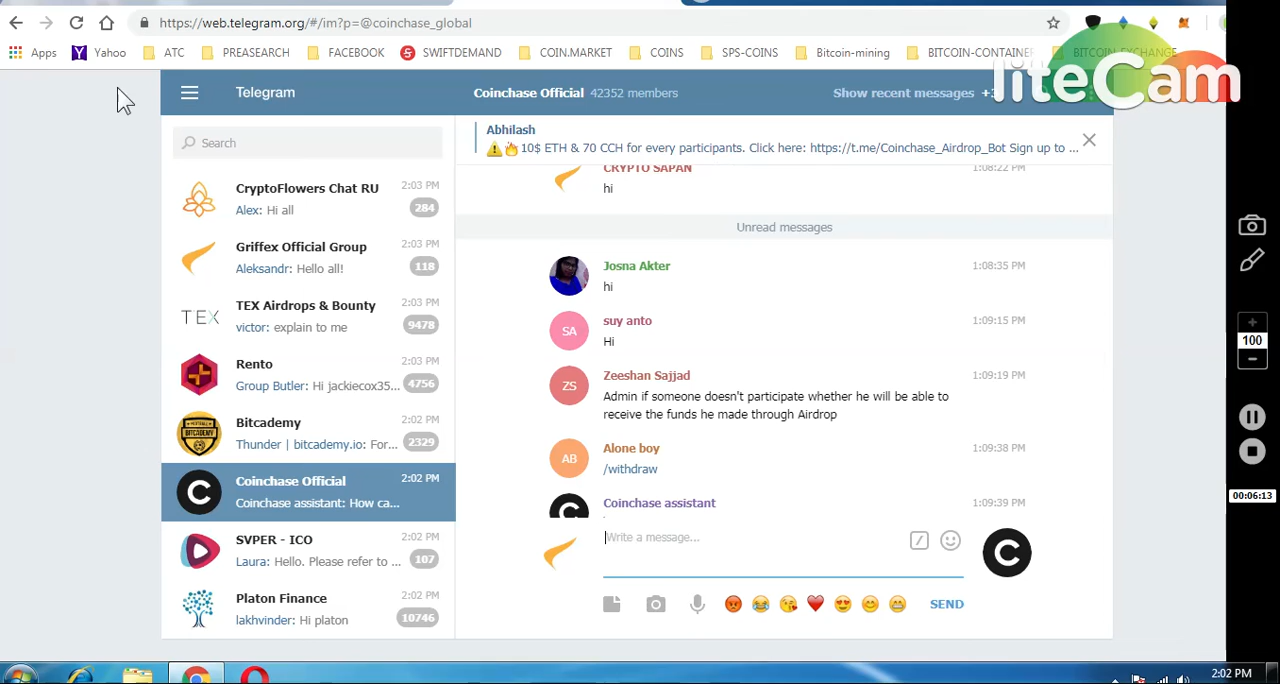 https://web.telegram.org/#/im?p=@coinchase_global
Apps Yahoo ATC PREASEARCH FACEBOOK SWIFTDEMAND COIN.MARKET COINS SPS-COINS Bitcoin-mining BITCOIN-CONTAINE BITCOIN-EXCHANGE
liteCam
Telegram
Coinchase Official 42352 members
Show recent messages
Search
Abhilash
10$ ETH & 70 CCH for every participants. Click here: https://t.me/Coinchase_Airdrop_Bot Sign up to ...
CryptoFlowers Chat RU 2:03 PM
Alex: Hi all 284
Griffex Official Group 2:03 PM
Aleksandr: Hello all! 118
TEX
TEX Airdrops & Bounty 2:03 PM
victor: explain to me 9478
Rento 2:03 PM
Group Butler: Hi jackiecox35... 4756
BITCADEMY
Bitcademy 2:02 PM
Thunder | bitcademy.io: For... 2329
C
Coinchase Official 2:02 PM
Coinchase assistant: How ca...
SVPER - ICO 2:02 PM
Laura: Hello. Please refer to ... 107
Platon Finance 2:02 PM
lakhvinder: Hi platon 10746
CRYPTO SAPAN 1:08:22 PM
hi
Unread messages
Josna Akter 1:08:35 PM
hi
SA
suy anto 1:09:15 PM
Hi
ZS
Zeeshan Sajjad 1:09:19 PM
Admin if someone doesn't participate whether he will be able to
receive the funds he made through Airdrop
AB
Alone boy 1:09:38 PM
/withdraw
C
Coinchase assistant 1:09:39 PM
Write a message...
C
SEND
100
00:06:13
2:02 PM